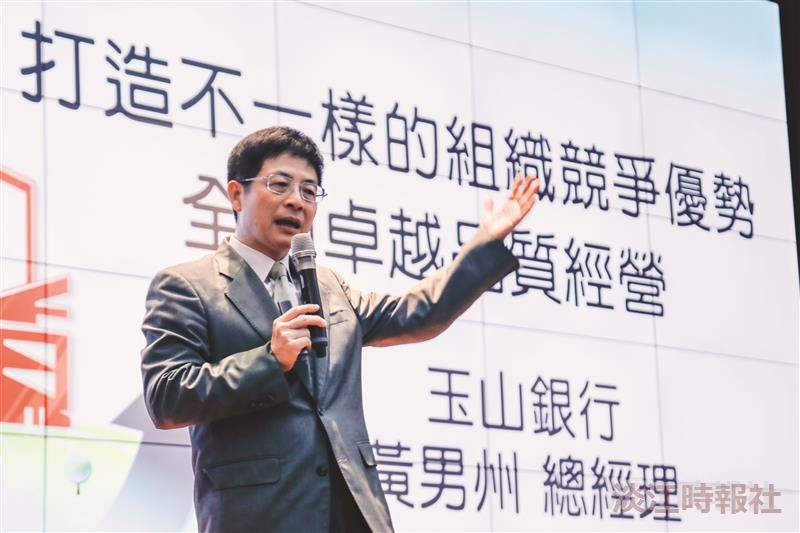 打造不一樣的組織競爭優勢
全 卓越品質經營
玉山銀行
黃男州 總經理
淡江時報社